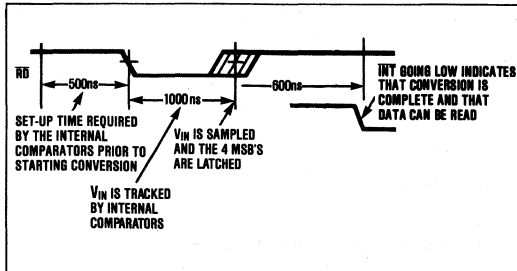 RD
500ns
1000ns
600ns
INT GOING LOW INDICATES
THAT CONVERSION IS
COMPLETE AND THAT
DATA CAN BE READ
SET-UP TIME REQUIRED
BY THE INTERNAL
COMPARATORS PRIOR TO
STARTING CONVERSION
VIN IS SAMPLED
AND THE 4 MSB'S
ARE LATCHED
VIN IS TRACKED
BY INTERNAL
COMPARATORS